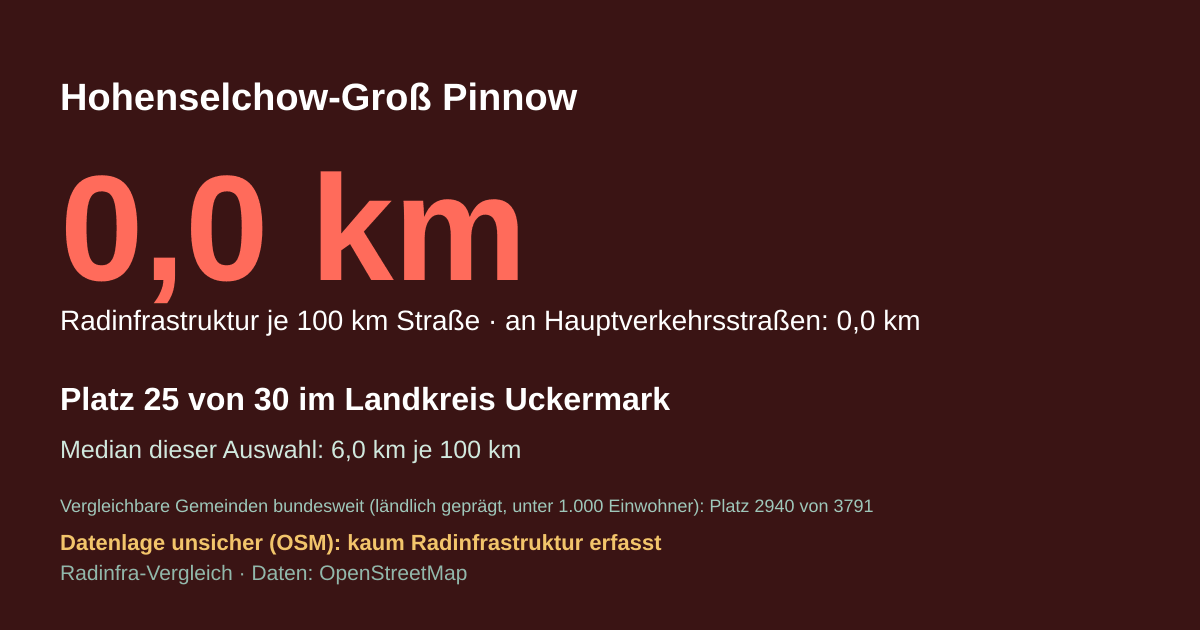 Hohenselchow-Groß Pinnow
0,0 km
Radinfrastruktur je 100 km Straße · an Hauptverkehrsstraßen: 0,0 km
Platz 25 von 30 im Landkreis Uckermark
Median dieser Auswahl: 6,0 km je 100 km
Vergleichbare Gemeinden bundesweit (ländlich geprägt, unter 1.000 Einwohner): Platz 2940 von 3791
Datenlage unsicher (OSM): kaum Radinfrastruktur erfasst
Radinfra-Vergleich · Daten: OpenStreetMap